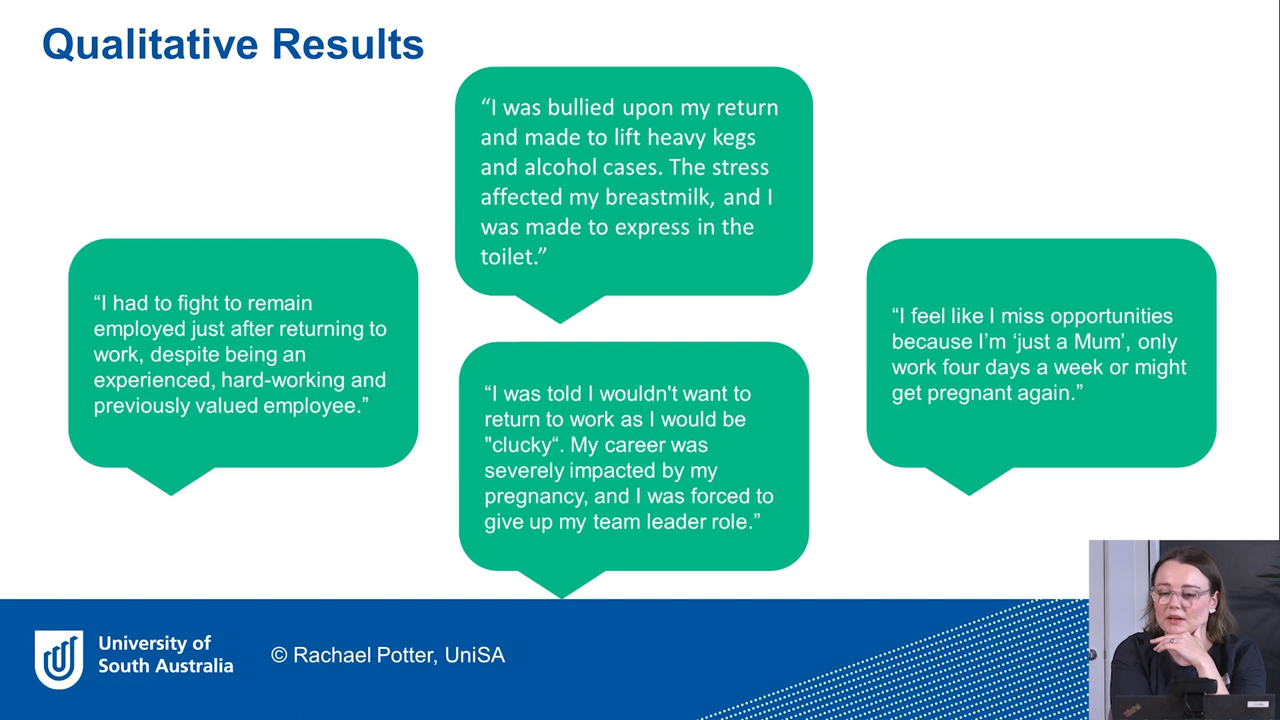 Qualitative Results
“I was bullied upon my return
and made to lift heavy kegs
and alcohol cases. The stress
affected my breastmilk, and I
was made to express in the
toilet.”
“I had to fight to remain
employed just after returning to
work, despite being an
experienced, hard-working and
previously valued employee.”
“I was told I wouldn't want to
return to work as I would be
"clucky“. My career was
severely impacted by my
pregnancy, and I was forced to
give up my team leader role.”
“I feel like I miss opportunities
because I’m ‘just a Mum’, only
work four days a week or might
get pregnant again.”
University of
South Australia
© Rachael Potter, UniSA